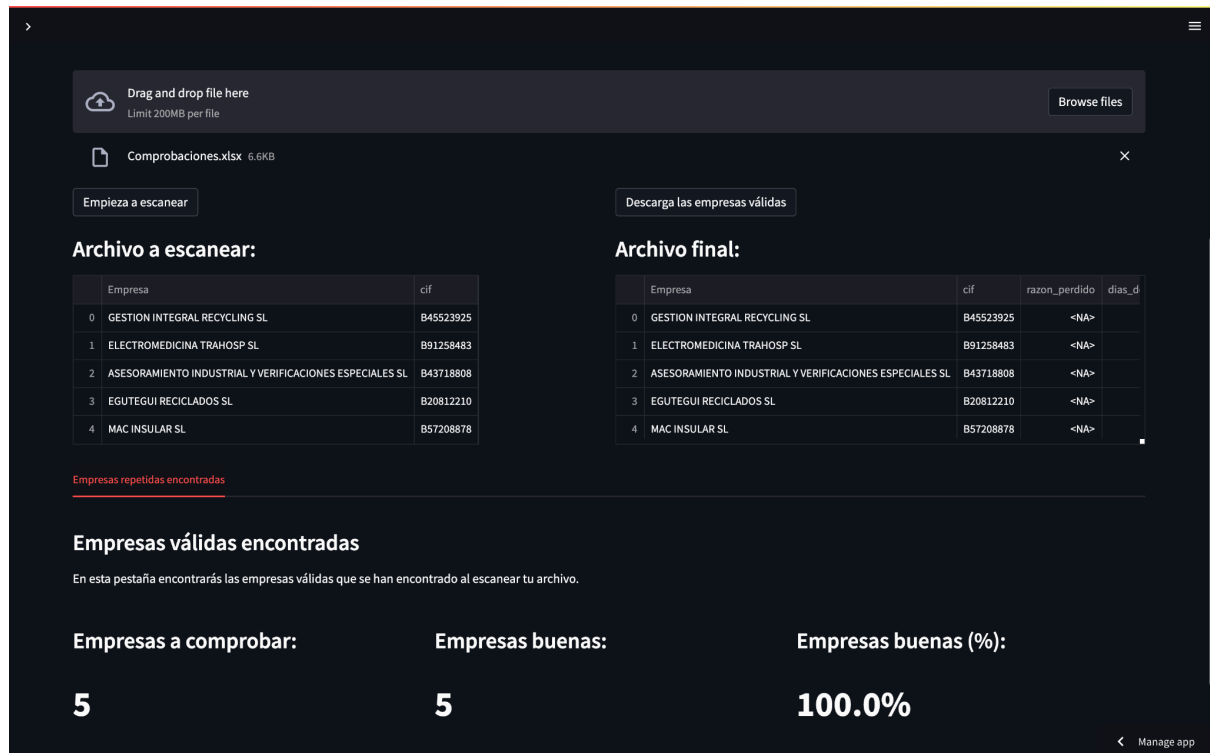 Drag and drop file here
Limit 200MB per file
Browse files
Comprobaciones.xlsx 6.6KB
Empieza a escanear
Descarga las empresas válidas
Archivo a escanear:
Archivo final:
Empresa cif
0 GESTION INTEGRAL RECYCLING SL B45523925
1 ELECTROMEDICINA TRAHOSP SL B91258483
2 ASESORAMIENTO INDUSTRIAL Y VERIFICACIONES ESPECIALES SL B43718808
3 EGUTEGUI RECICLADOS SL B20812210
4 MAC INSULAR SL B57208878
Empresa cif razon_perdido dias_d
0 GESTION INTEGRAL RECYCLING SL B45523925 <NA>
1 ELECTROMEDICINA TRAHOSP SL B91258483 <NA>
2 ASESORAMIENTO INDUSTRIAL Y VERIFICACIONES ESPECIALES SL B43718808 <NA>
3 EGUTEGUI RECICLADOS SL B20812210 <NA>
4 MAC INSULAR SL B57208878 <NA>
Empresas repetidas encontradas
Empresas válidas encontradas
En esta pestaña encontrarás las empresas válidas que se han encontrado al escanear tu archivo.
Empresas a comprobar:
5
Empresas buenas:
5
Empresas buenas (%):
100.0%
Manage app